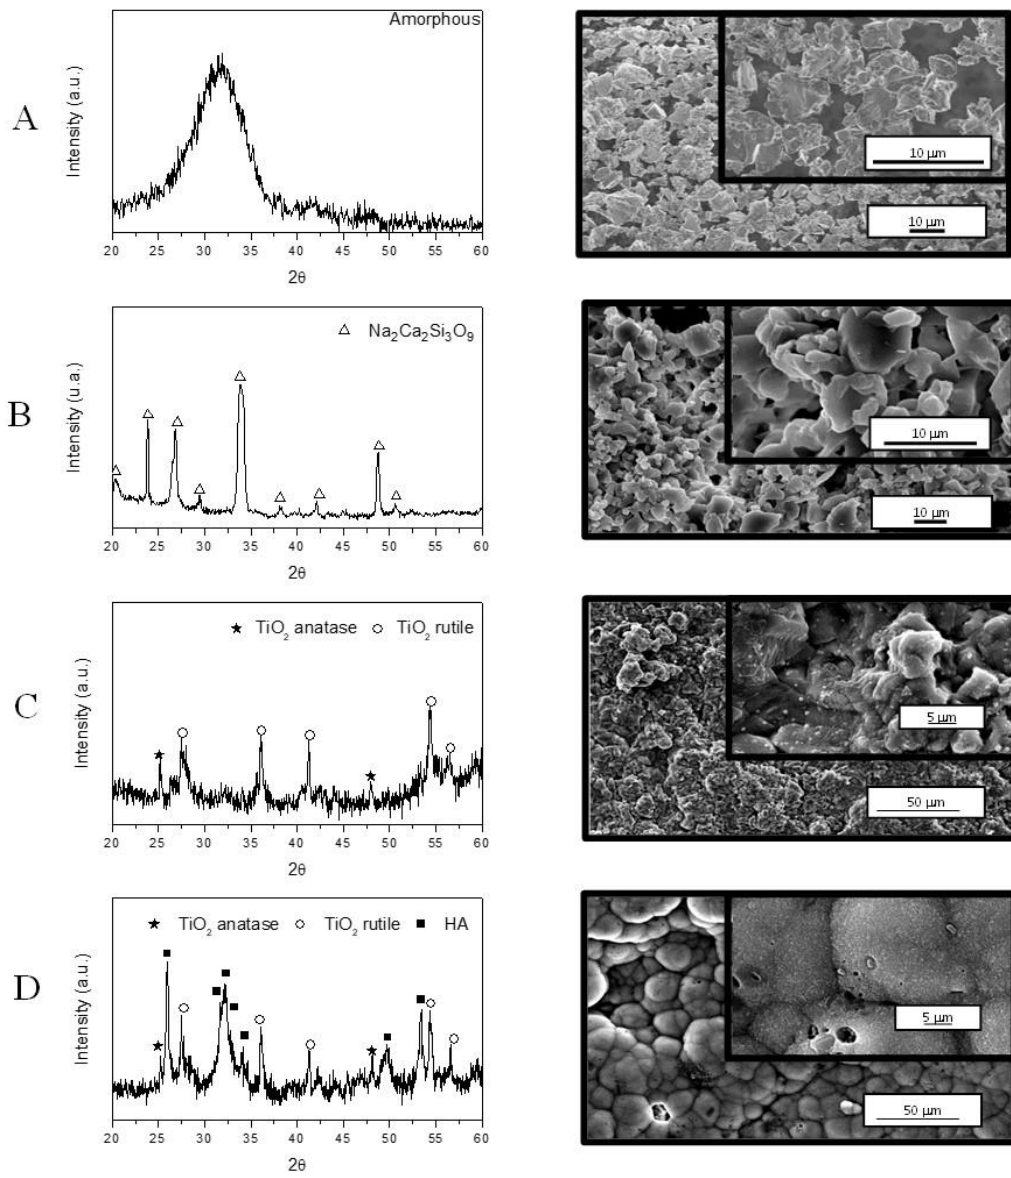 A
Amorphous
Intensity (a.u.)
20 25 30 35 40 45 50 55 60
2θ
10 µm
10 µm
B
△ Na₂Ca₂Si₃O₉
Intensity (u.a.)
20 25 30 35 40 45 50 55 60
2θ
10 µm
10 µm
C
★ TiO₂ anatase ○ TiO₂ rutile
Intensity (a.u.)
20 25 30 35 40 45 50 55 60
2θ
5 µm
50 µm
D
★ TiO₂ anatase ○ TiO₂ rutile ■ HA
Intensity (a.u.)
20 25 30 35 40 45 50 55 60
2θ
5 µm
50 µm